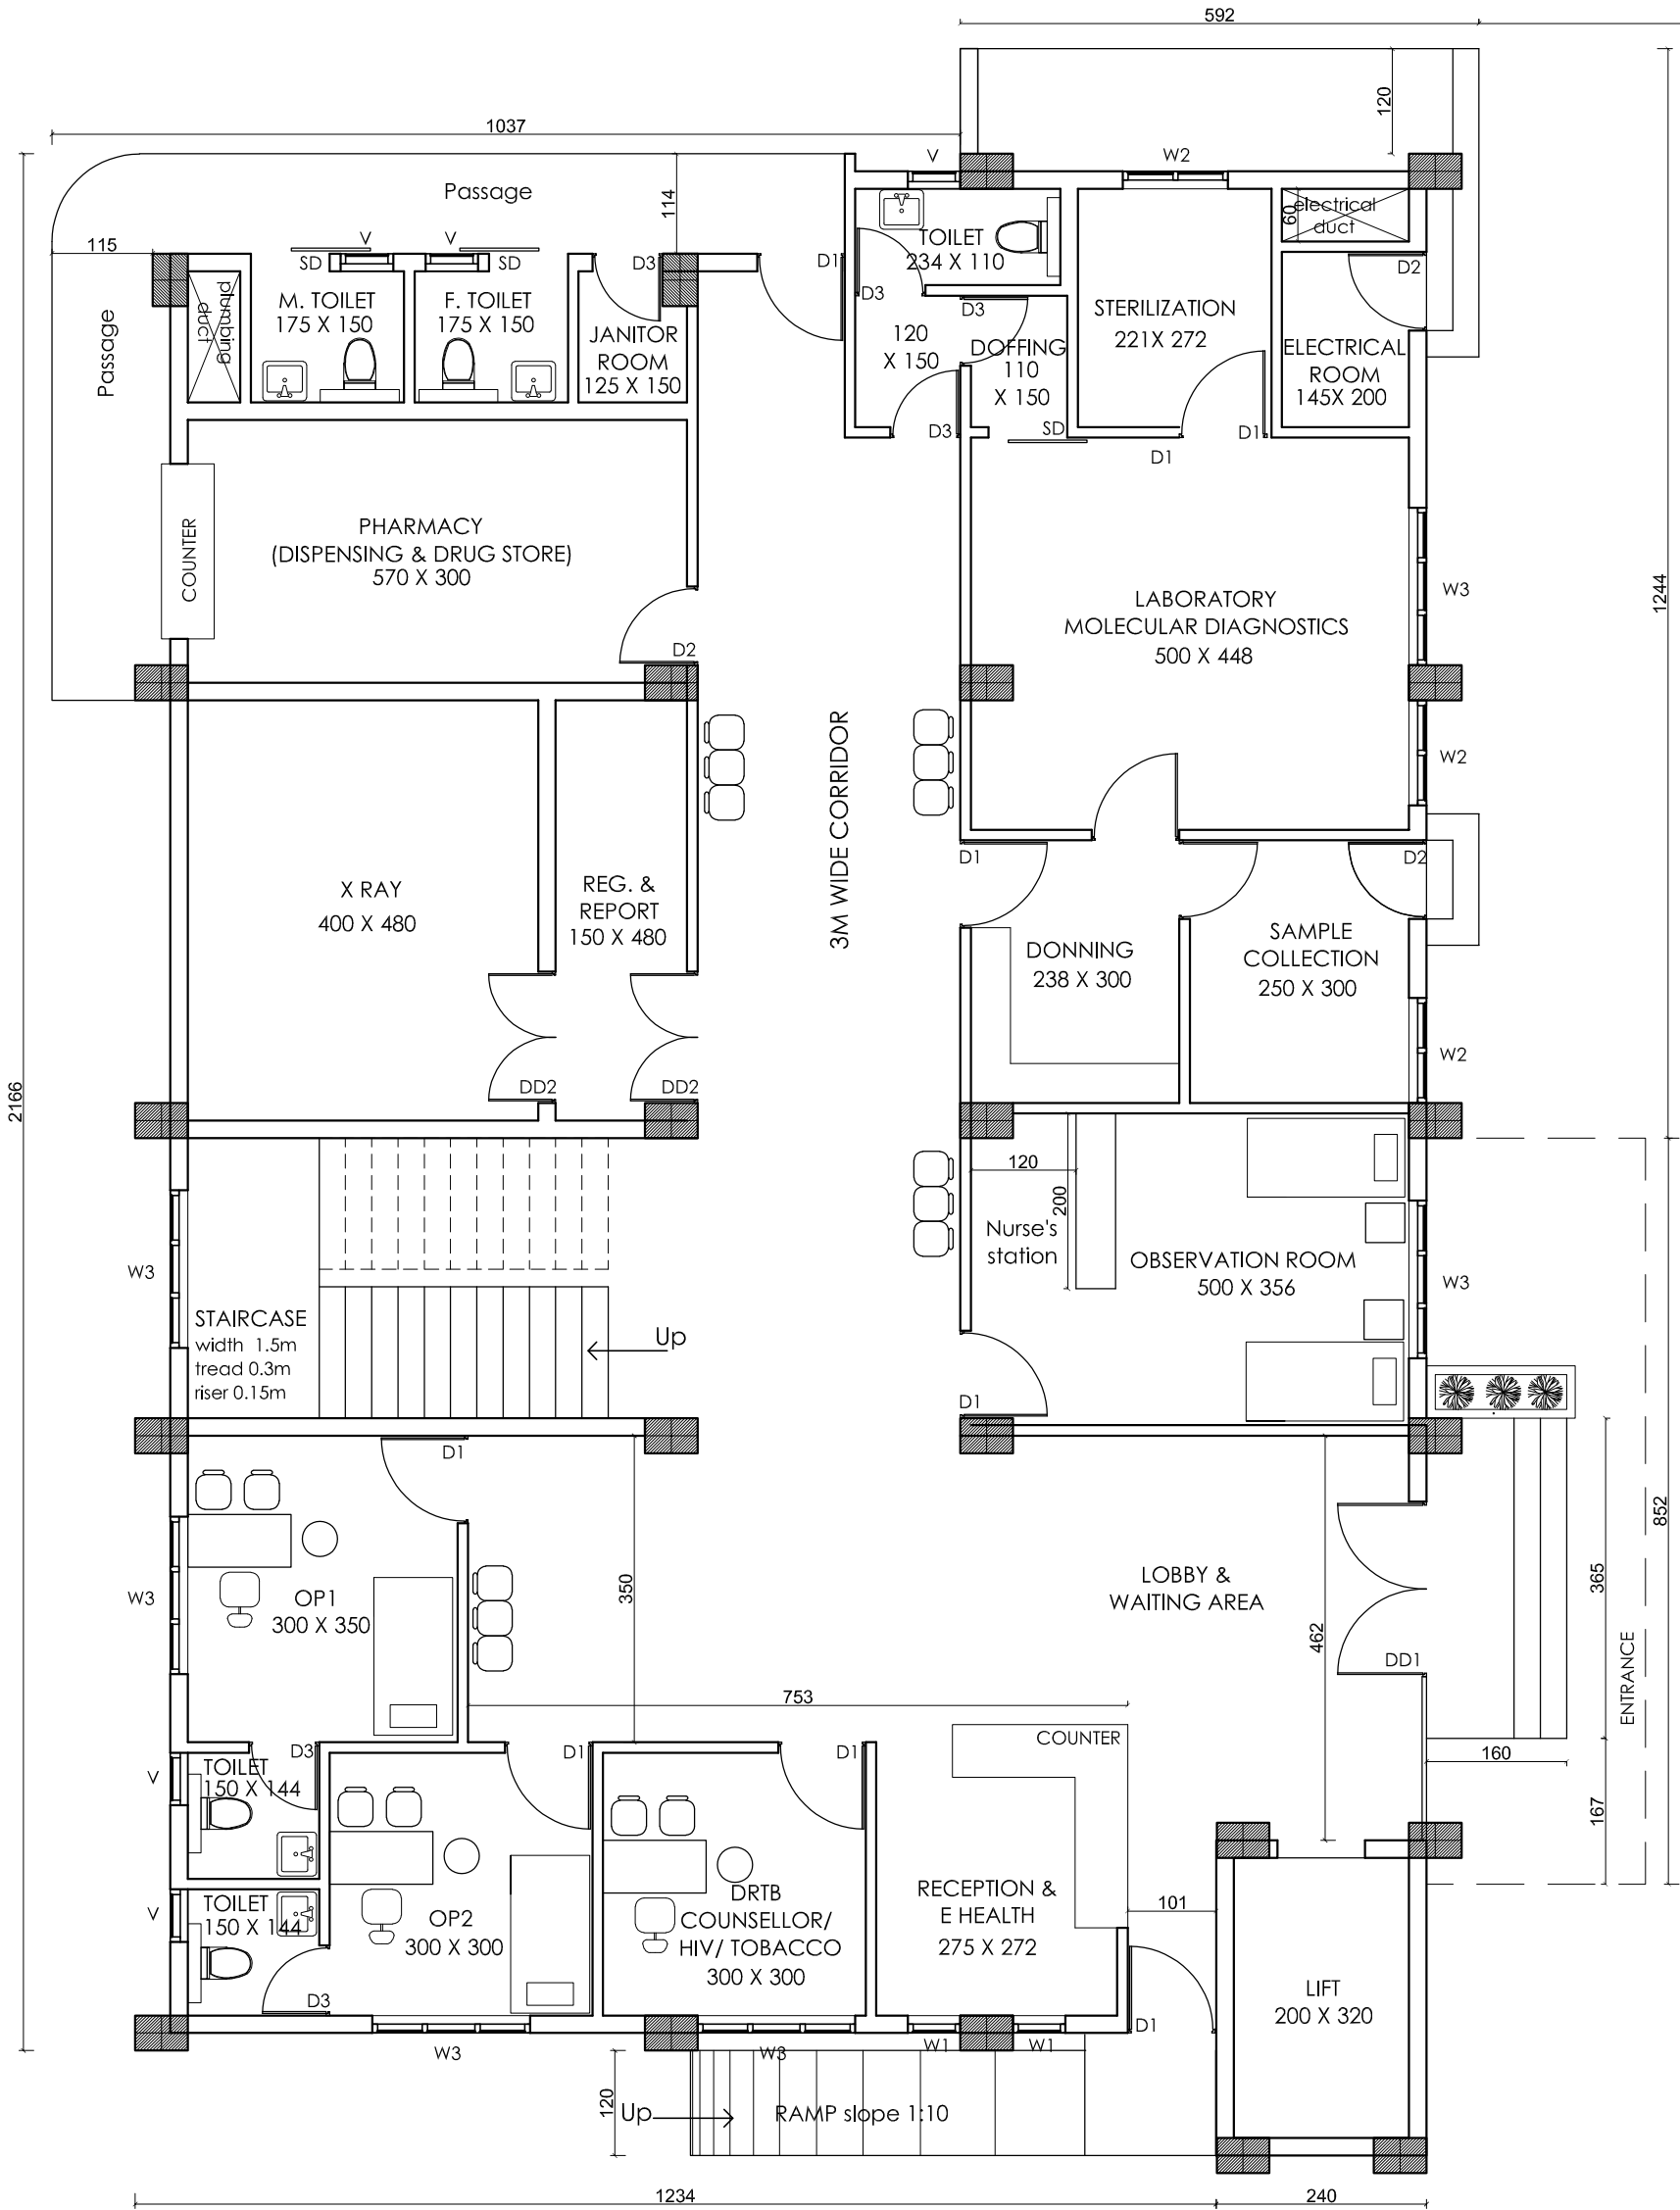 592
120
1037
V
W2
Passage
114
electrical
duct
60
115
V
V
SD
SD
D3
D1
TOILET
234 X 110
D2
plumbing
duct
M. TOILET
175 X 150
F. TOILET
175 X 150
JANITOR
ROOM
125 X 150
D3
D3
120
X 150
DOFFING
110
X 150
STERILIZATION
221X 272
ELECTRICAL
ROOM
145X 200
Passage
D3
SD
D1
D1
COUNTER
PHARMACY
(DISPENSING & DRUG STORE)
570 X 300
W3
1244
LABORATORY
MOLECULAR DIAGNOSTICS
500 X 448
D2
3M WIDE CORRIDOR
W2
D1
D2
X RAY
400 X 480
REG. &
REPORT
150 X 480
DONNING
238 X 300
SAMPLE
COLLECTION
250 X 300
W2
2166
DD2
DD2
120
200
Nurse's
station
OBSERVATION ROOM
500 X 356
W3
W3
STAIRCASE
width 1.5m
tread 0.3m
riser 0.15m
Up
D1
D1
852
OP1
300 X 350
W3
350
LOBBY &
WAITING AREA
365
462
DD1
ENTRANCE
753
COUNTER
D3
D1
D1
160
V
TOILET
150 X 144
167
V
TOILET
150 X 144
OP2
300 X 300
DRTB
COUNSELLOR/
HIV/ TOBACCO
300 X 300
RECEPTION &
E HEALTH
275 X 272
101
LIFT
200 X 320
D3
D1
W3
W3
W1
W1
120
Up
RAMP slope 1:10
1234
240